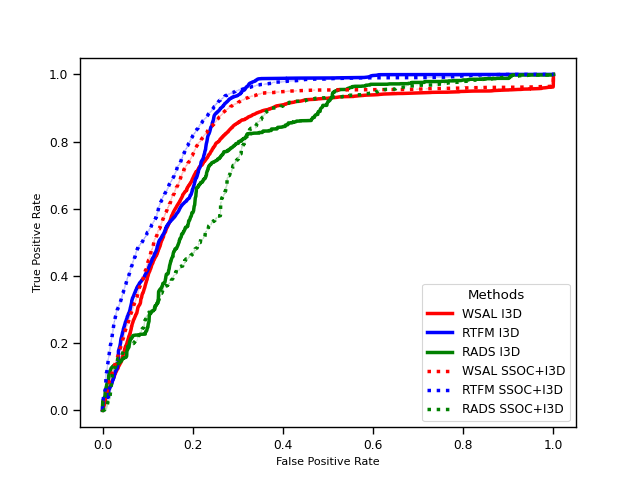 1.0
0.8
0.6
0.4
0.2
0.0
True Positive Rate
0.0 0.2 0.4 0.6 0.8 1.0
False Positive Rate
Methods
WSAL I3D
RTFM I3D
RADS I3D
WSAL SSOC+I3D
RTFM SSOC+I3D
RADS SSOC+I3D